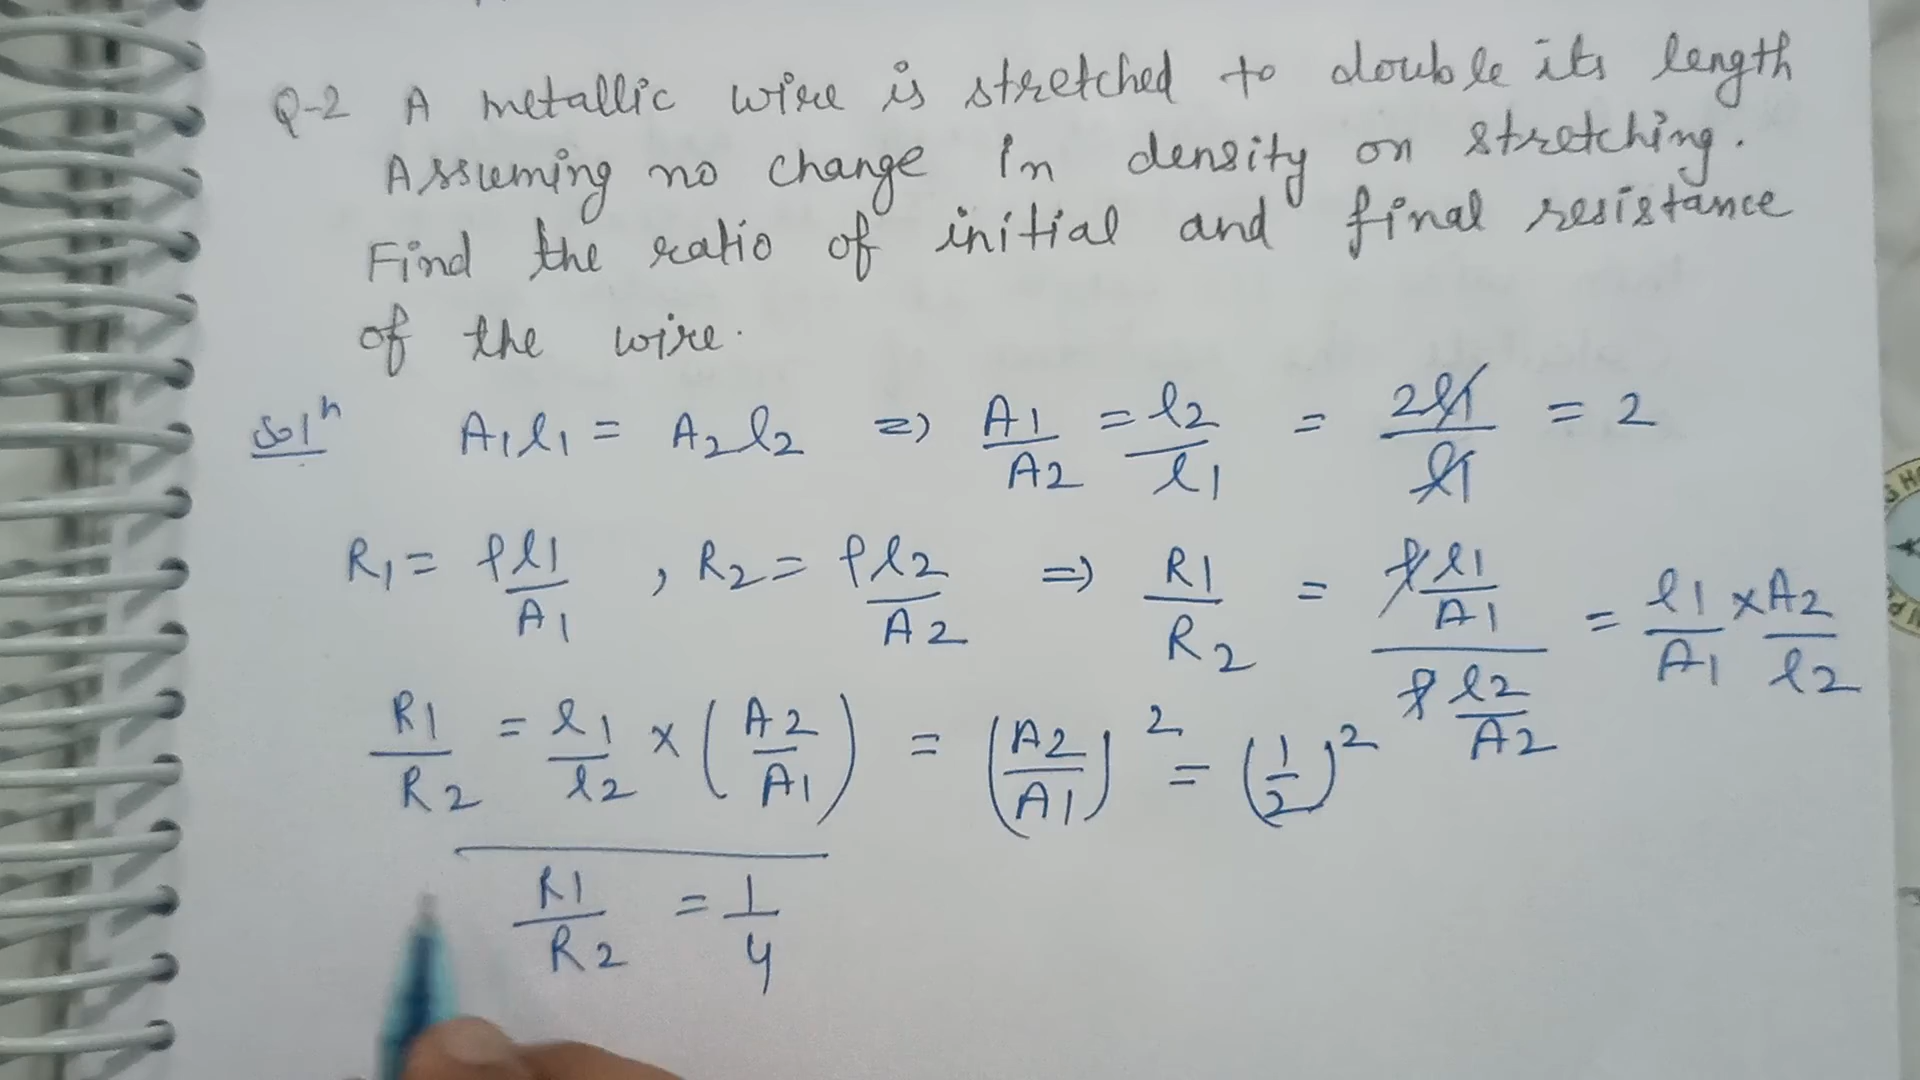 Q-2 A metallic wire is stretched to double its length
Assuming no change in density on stretching.
Find the ratio of initial and final resistance
of the wire.
Solⁿ A1l1 = A2l2 => A1/A2 = l2/l1 = 2l1/l1 = 2
R1 = ρl1/A1 , R2 = ρl2/A2 => R1/R2 = (ρl1/A1)/(ρl2/A2) = l1/A1 × A2/l2
R1/R2 = l1/l2 × (A2/A1) = (A2/A1)² = (1/2)²
R1/R2 = 1/4